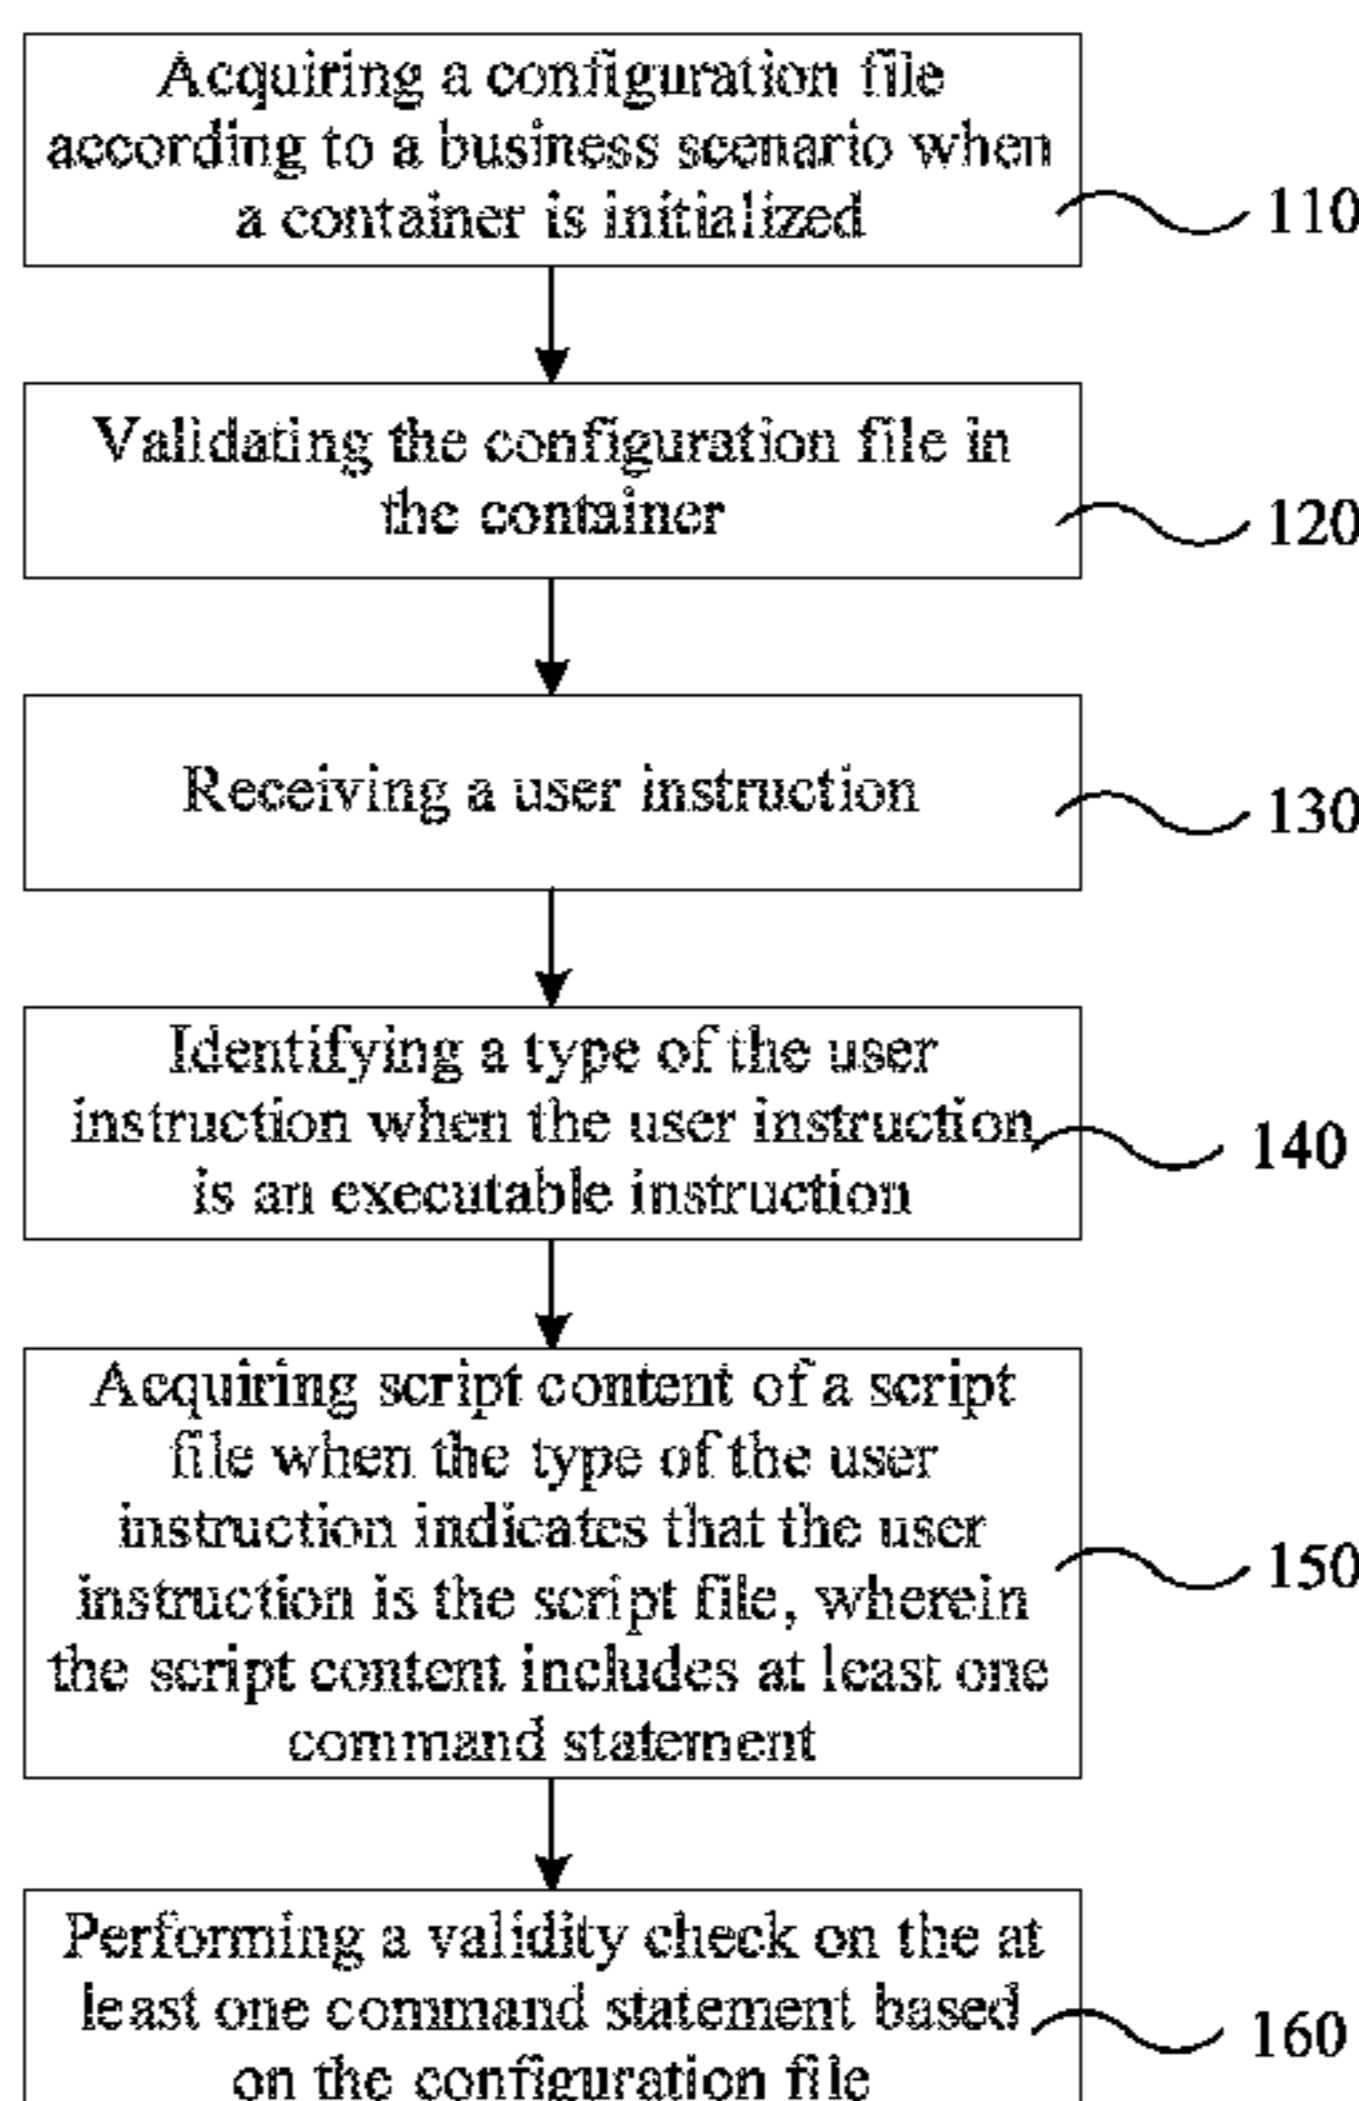 Acquiring a configuration file
according to a business scenario when
a container is initialized
110
Validating the configuration file in
the container
120
Receiving a user instruction
130
Identifying a type of the user
instruction when the user instruction
is an executable instruction
140
Acquiring script content of a script
file when the type of the user
instruction indicates that the user
instruction is the script file, wherein
the script content includes at least one
command statement
150
Performing a validity check on the at
least one command statement based
on the configuration file
160